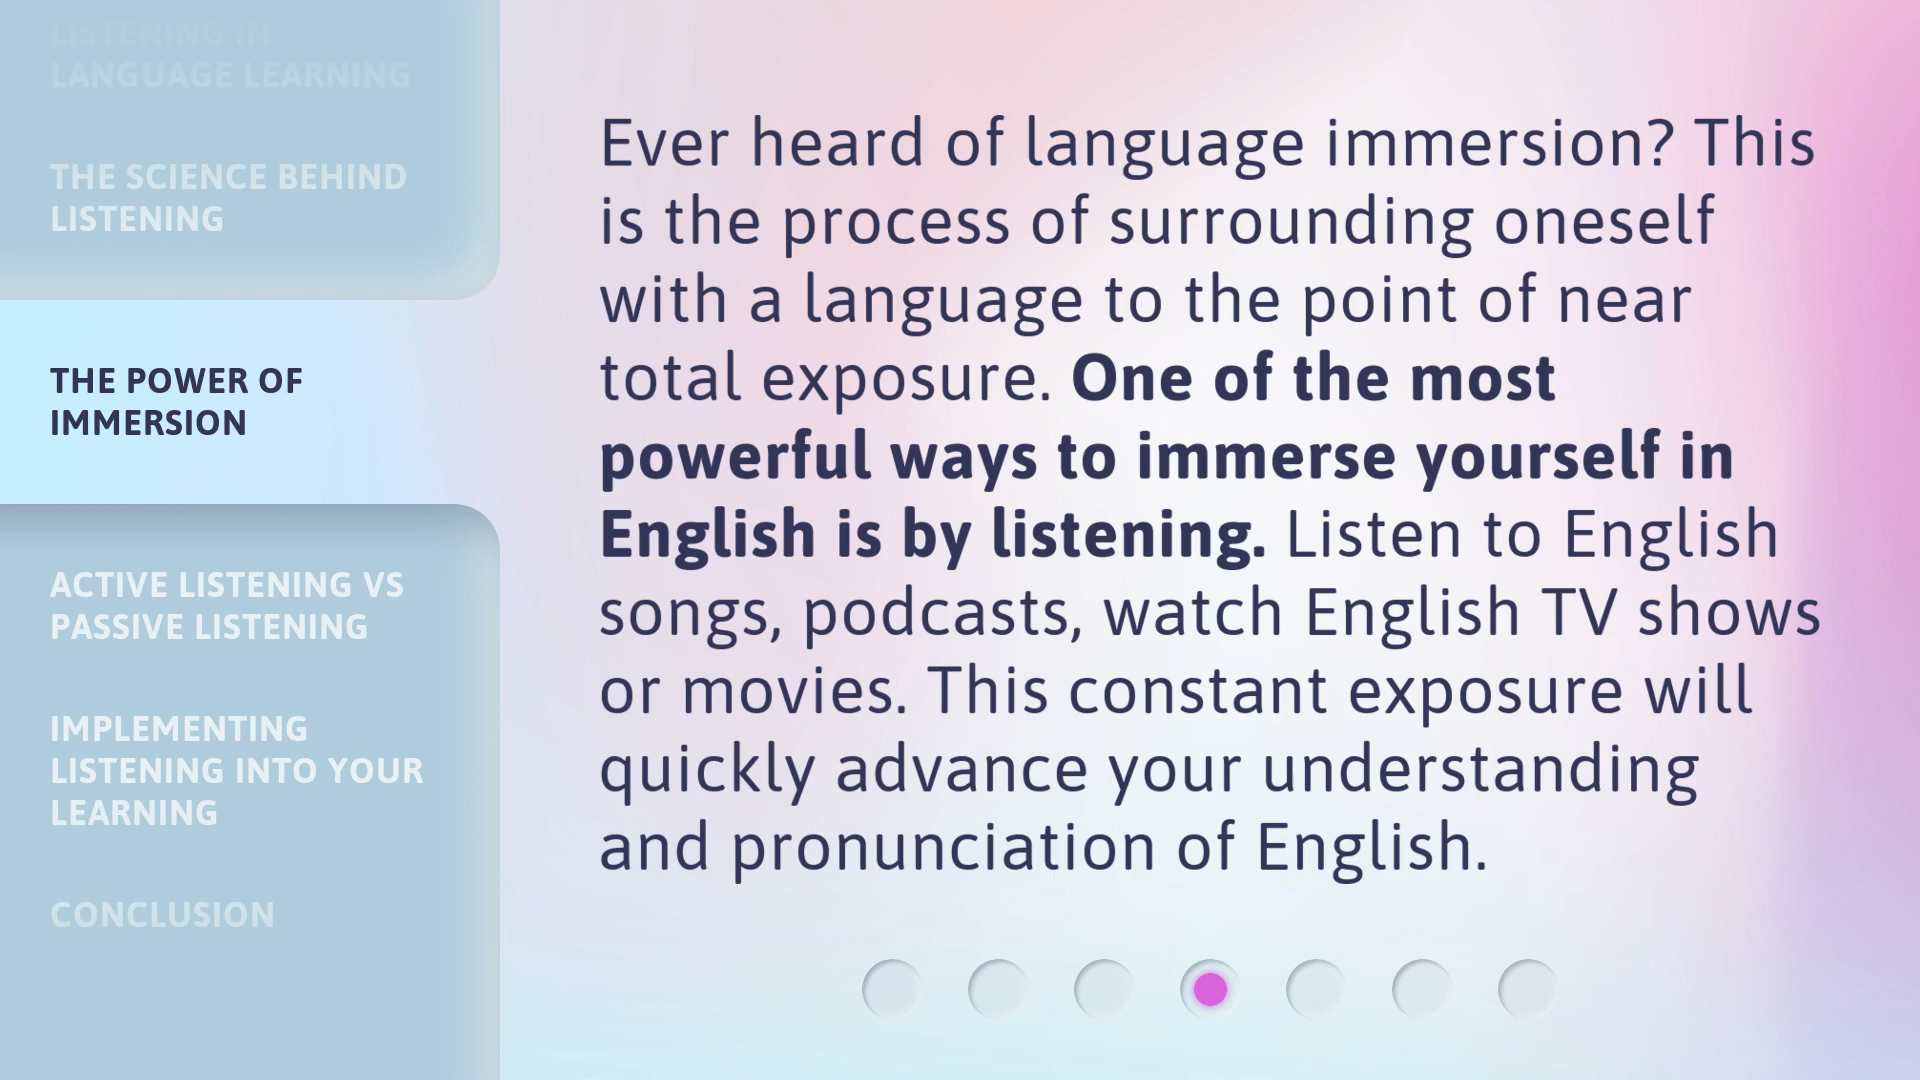 LISTENING IN
LANGUAGE LEARNING
THE SCIENCE BEHIND
LISTENING
THE POWER OF
IMMERSION
ACTIVE LISTENING VS
PASSIVE LISTENING
IMPLEMENTING
LISTENING INTO YOUR
LEARNING
CONCLUSION
Ever heard of language immersion? This
is the process of surrounding oneself
with a language to the point of near
total exposure. One of the most
powerful ways to immerse yourself in
English is by listening. Listen to English
songs, podcasts, watch English TV shows
or movies. This constant exposure will
quickly advance your understanding
and pronunciation of English.